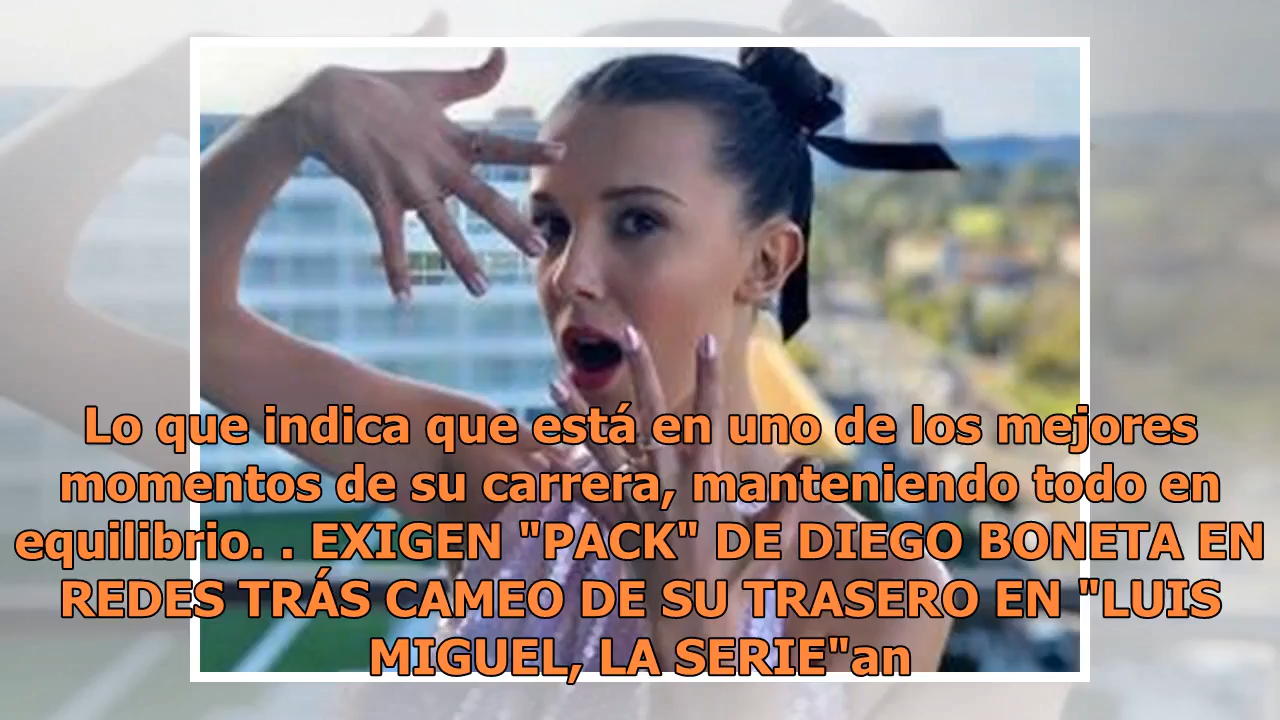 Lo que indica que está en uno de los mejores
momentos de su carrera, manteniendo todo en
equilibrio. . EXIGEN "PACK" DE DIEGO BONETA EN
REDES TRÁS CAMEO DE SU TRASERO EN "LUIS
MIGUEL, LA SERIE"an